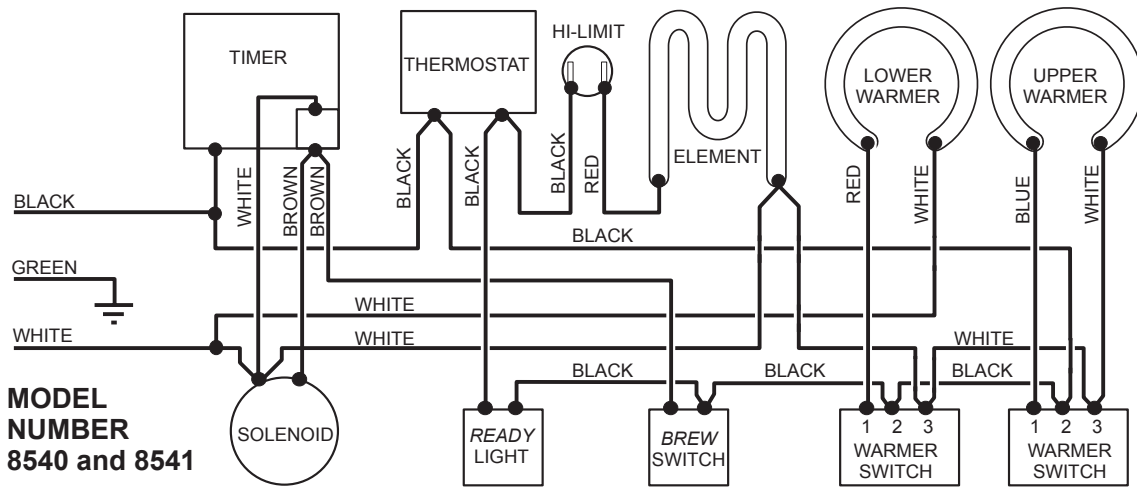 TIMER
THERMOSTAT
HI-LIMIT
ELEMENT
LOWER
WARMER
UPPER
WARMER
BLACK
WHITE
BROWN
BROWN
BLACK
BLACK
BLACK
RED
RED
WHITE
BLUE
WHITE
BLACK
GREEN
WHITE
WHITE
WHITE
WHITE
BLACK
BLACK
BLACK
MODEL
NUMBER
8540 and 8541
SOLENOID
READY
LIGHT
BREW
SWITCH
1 2 3
WARMER
SWITCH
1 2 3
WARMER
SWITCH